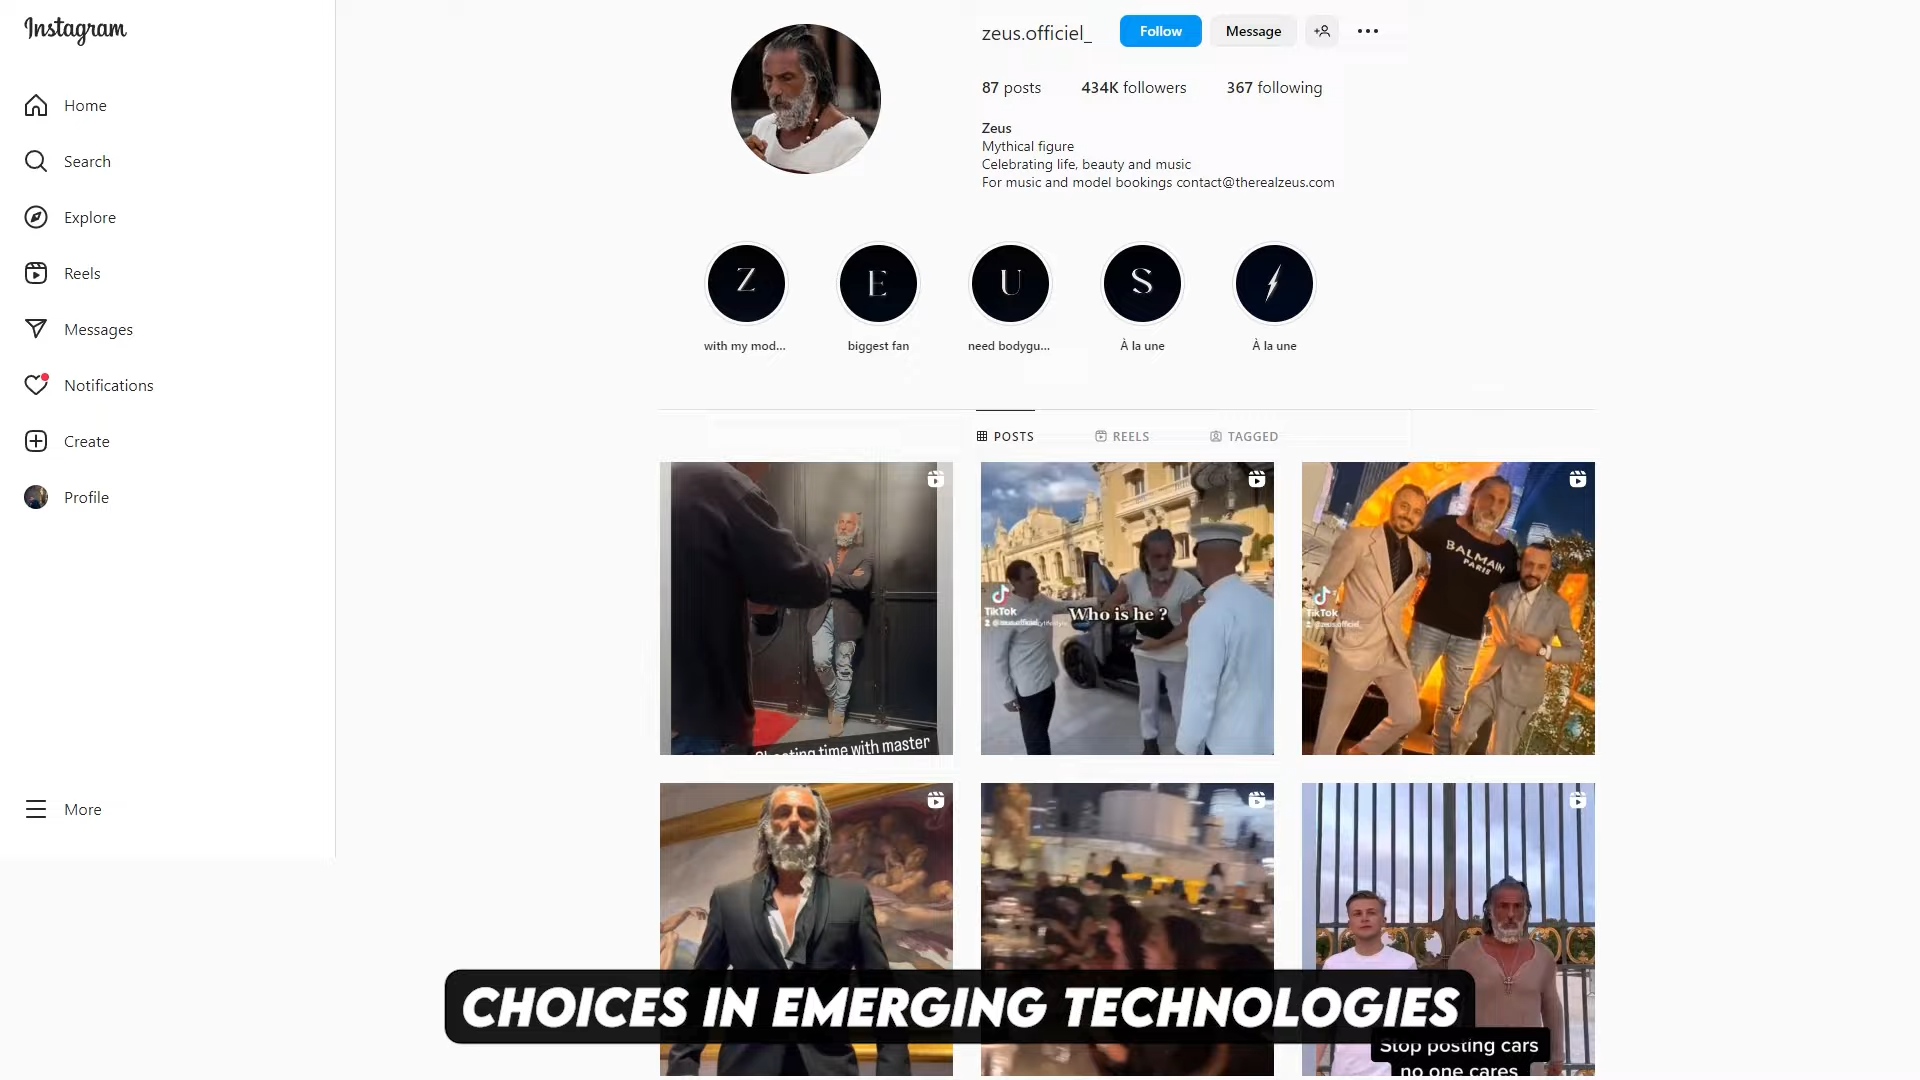 Instagram
Home
Search
Explore
Reels
Messages
Notifications
Create
Profile
More
zeus.officiel_
Follow
Message
87 posts
434K followers
367 following
Zeus
Mythical figure
Celebrating life, beauty and music
For music and model bookings contact@therealzeus.com
Z
E
U
S
with my mod...
biggest fan
need bodygu...
À la une
À la une
POSTS
REELS
TAGGED
time with master
TikTok
Who is he ?
BALMAIN
PARIS
TikTok
@zeus.officiel_
CHOICES IN EMERGING TECHNOLOGIES
Stop posting cars
no one cares